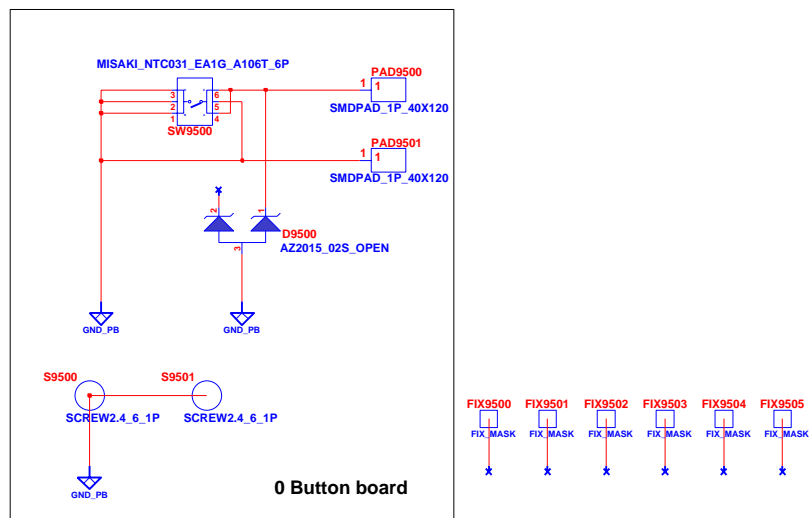 MISAKI_NTC031_EA1G_A106T_6P
PAD9500
1 1
SMDPAD_1P_40X120
3 6
2 5
1 4
SW9500
PAD9501
1 1
SMDPAD_1P_40X120
2 1
D9500
3
AZ2015_02S_OPEN
GND_PB GND_PB
S9500 S9501
SCREW2.4_6_1P SCREW2.4_6_1P
GND_PB
0 Button board
FIX9500 FIX9501 FIX9502 FIX9503 FIX9504 FIX9505
FIX_MASK FIX_MASK FIX_MASK FIX_MASK FIX_MASK FIX_MASK